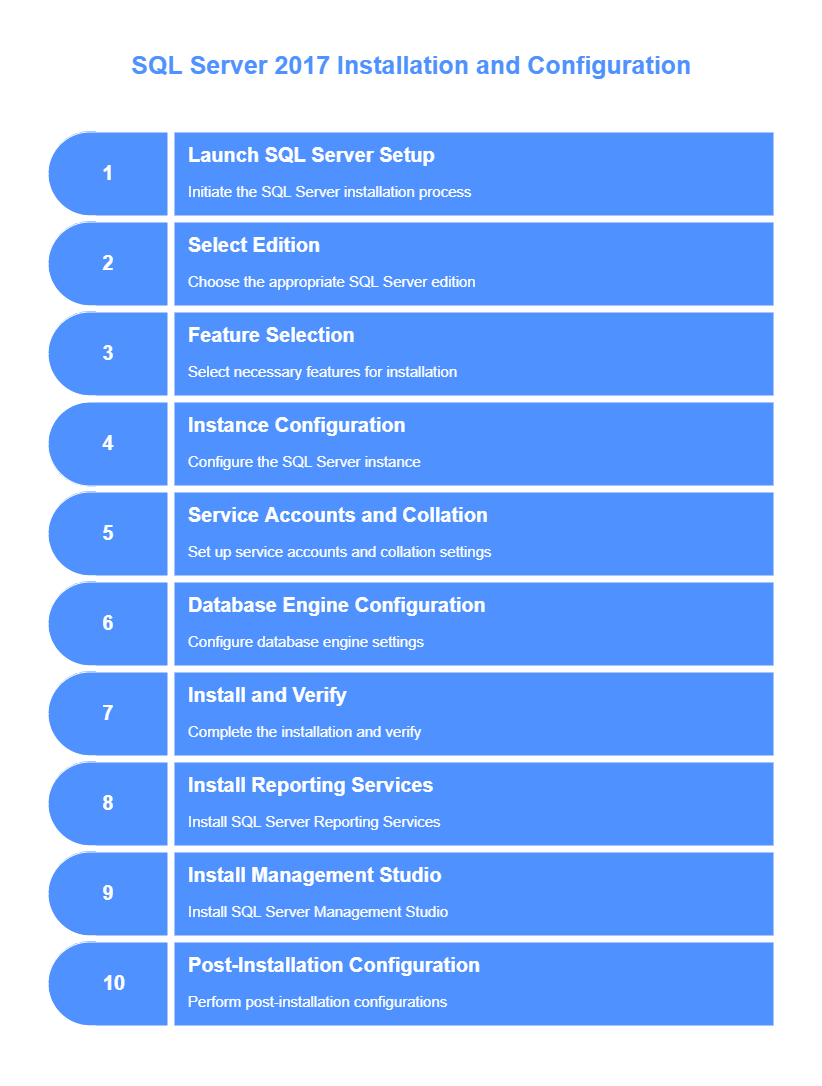 SQL Server 2017 Installation and Configuration
1
Launch SQL Server Setup
Initiate the SQL Server installation process
2
Select Edition
Choose the appropriate SQL Server edition
3
Feature Selection
Select necessary features for installation
4
Instance Configuration
Configure the SQL Server instance
5
Service Accounts and Collation
Set up service accounts and collation settings
6
Database Engine Configuration
Configure database engine settings
7
Install and Verify
Complete the installation and verify
8
Install Reporting Services
Install SQL Server Reporting Services
9
Install Management Studio
Install SQL Server Management Studio
10
Post-Installation Configuration
Perform post-installation configurations